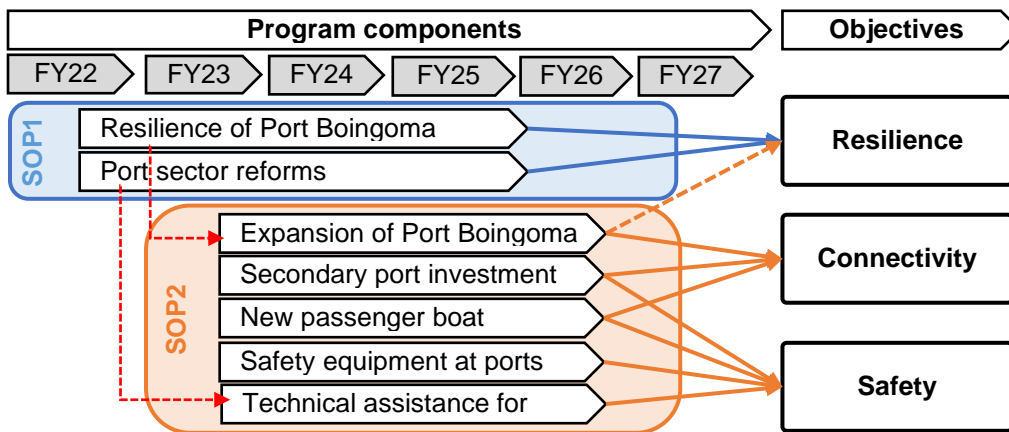 Program components
Objectives
FY22
FY23
FY24
FY25
FY26
FY27
SOP1
Resilience of Port Boingoma
Port sector reforms
Resilience
SOP2
Expansion of Port Boingoma
Secondary port investment
New passenger boat
Safety equipment at ports
Technical assistance for
Connectivity
Safety